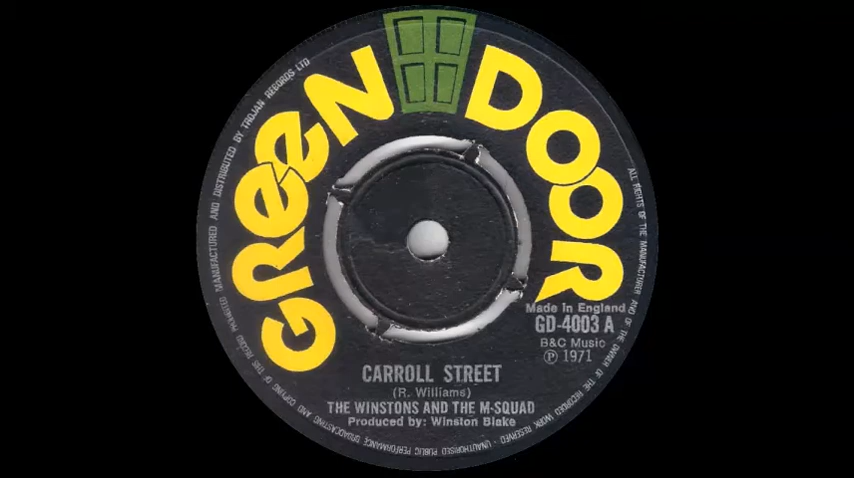 GREEN DOOR
MANUFACTURED AND DISTRIBUTED BY TROJAN RECORDS LTD
ALL RIGHTS OF THE MANUFACTURER AND OF THE OWNER OF THE RECORDED WORK RESERVED - UNAUTHORISED PUBLIC PERFORMANCE, BROADCASTING AND COPYING OF THIS RECORD PROHIBITED
Made in England
GD-4003 A
B&C Music
℗ 1971
CARROLL STREET
(R. Williams)
THE WINSTONS AND THE M-SQUAD
Produced by: Winston Blake